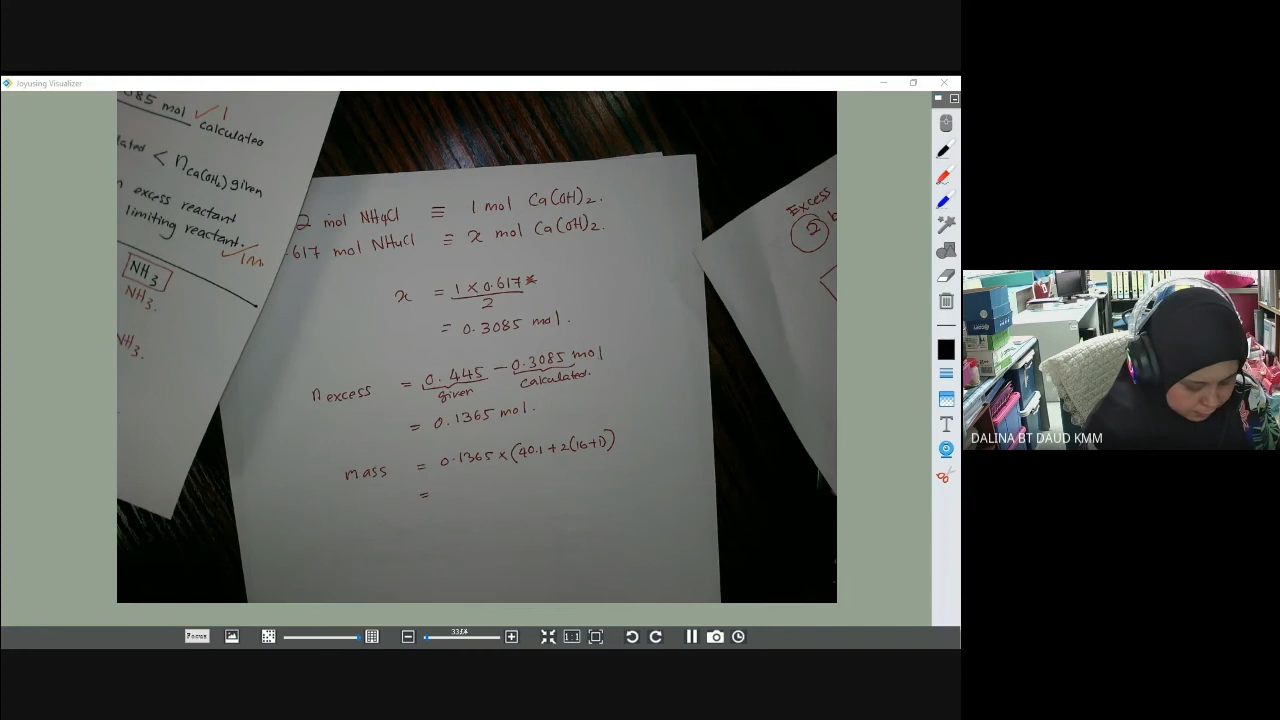 Joyusing Visualizer
085 mol ✓ 1
calculated
lated < nCa(OH)2 given
n excess reactant
limiting reactant.
✓1m.
NH3
NH3.
NH3.
2 mol NH4Cl ≡ 1 mol Ca(OH)2.
.617 mol NH4Cl ≡ x mol Ca(OH)2.
x = 1 × 0.617
2
= 0.3085 mol.
n excess = 0.445 - 0.3085 mol
given calculated.
= 0.1365 mol.
mass = 0.1365 × (40.1 + 2(16+1))
=
Excess
2 b
DALINA BT DAUD KMM
T
Focus
1:1